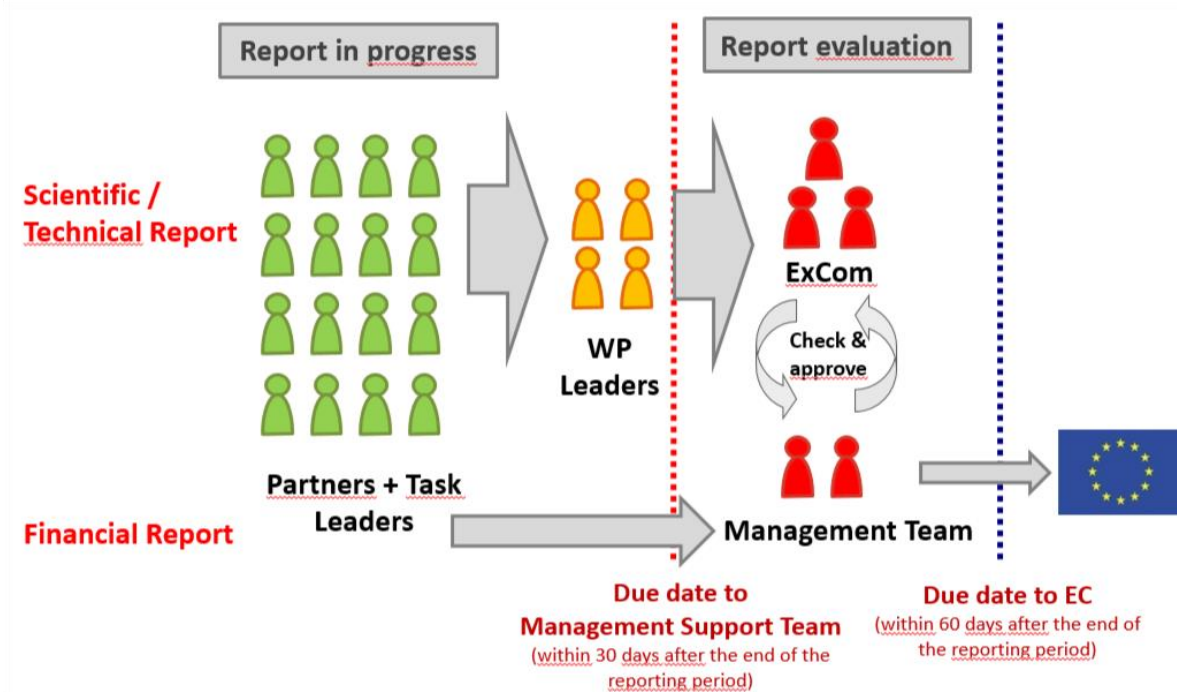 Report in progress
Report evaluation
Scientific /
Technical Report
ExCom
Check &
approve
WP
Leaders
Partners + Task
Leaders
Management Team
Financial Report
Due date to
Management Support Team
(within 30 days after the end of the
reporting period)
Due date to EC
(within 60 days after the end of
the reporting period)